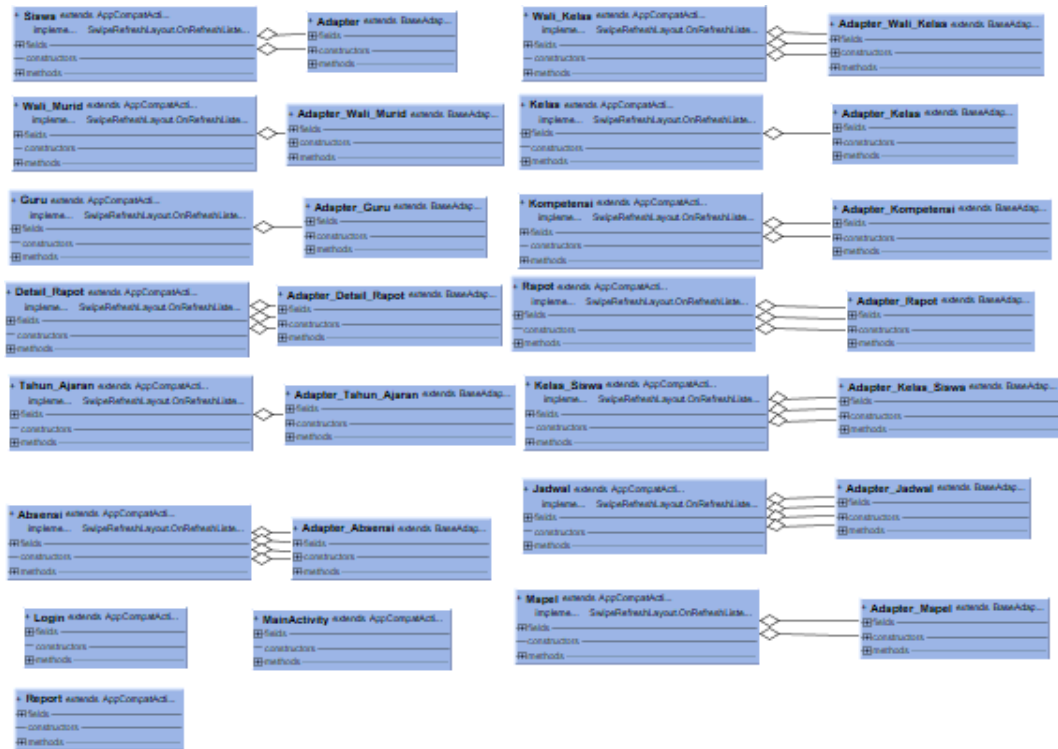 + Siswa extends AppCompatActi...
impleme... SwipeRefreshLayout.OnRefreshListe...
fields
constructors
methods
+ Adapter extends BaseAdap...
fields
constructors
methods
+ Wali_Kelas extends AppCompatActi...
impleme... SwipeRefreshLayout.OnRefreshListe...
fields
constructors
methods
+ Adapter_Wali_Kelas extends BaseAdap...
fields
constructors
methods
+ Wali_Murid extends AppCompatActi...
impleme... SwipeRefreshLayout.OnRefreshListe...
fields
constructors
methods
+ Adapter_Wali_Murid extends BaseAdap...
fields
constructors
methods
+ Kelas extends AppCompatActi...
impleme... SwipeRefreshLayout.OnRefreshListe...
fields
constructors
methods
+ Adapter_Kelas extends BaseAdap...
fields
constructors
methods
+ Guru extends AppCompatActi...
impleme... SwipeRefreshLayout.OnRefreshListe...
fields
constructors
methods
+ Adapter_Guru extends BaseAdap...
fields
constructors
methods
+ Kompetensi extends AppCompatActi...
impleme... SwipeRefreshLayout.OnRefreshListe...
fields
constructors
methods
+ Adapter_Kompetensi extends BaseAdap...
fields
constructors
methods
+ Detail_Rapot extends AppCompatActi...
impleme... SwipeRefreshLayout.OnRefreshListe...
fields
constructors
methods
+ Adapter_Detail_Rapot extends BaseAdap...
fields
constructors
methods
+ Rapot extends AppCompatActi...
impleme... SwipeRefreshLayout.OnRefreshListe...
fields
constructors
methods
+ Adapter_Rapot extends BaseAdap...
fields
constructors
methods
+ Tahun_Ajaran extends AppCompatActi...
impleme... SwipeRefreshLayout.OnRefreshListe...
fields
constructors
methods
+ Adapter_Tahun_Ajaran extends BaseAdap...
fields
constructors
methods
+ Kelas_Siswa extends AppCompatActi...
impleme... SwipeRefreshLayout.OnRefreshListe...
fields
constructors
methods
+ Adapter_Kelas_Siswa extends BaseAdap...
fields
constructors
methods
+ Absensi extends AppCompatActi...
impleme... SwipeRefreshLayout.OnRefreshListe...
fields
constructors
methods
+ Adapter_Absensi extends BaseAdap...
fields
constructors
methods
+ Jadwal extends AppCompatActi...
impleme... SwipeRefreshLayout.OnRefreshListe...
fields
constructors
methods
+ Adapter_Jadwal extends BaseAdap...
fields
constructors
methods
+ Login extends AppCompatActi...
fields
constructors
methods
+ MainActivity extends AppCompatActi...
fields
constructors
methods
+ Mapel extends AppCompatActi...
impleme... SwipeRefreshLayout.OnRefreshListe...
fields
constructors
methods
+ Adapter_Mapel extends BaseAdap...
fields
constructors
methods
+ Report extends AppCompatActi...
fields
constructors
methods